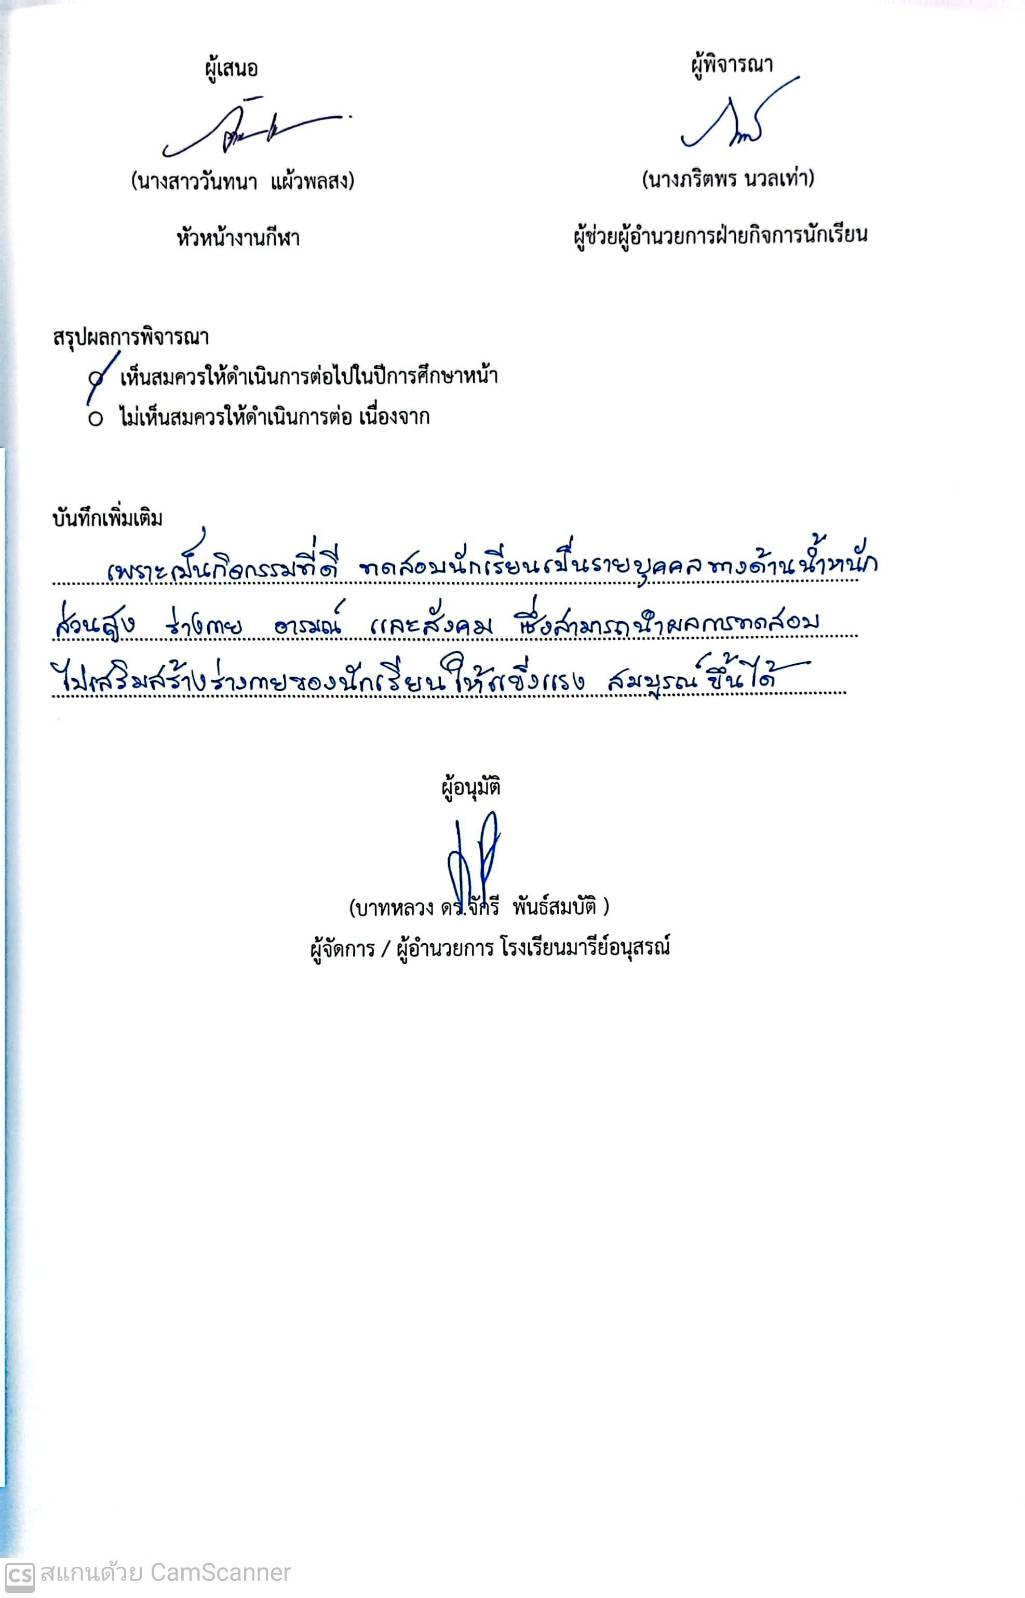 ผู้เสนอ
ผู้พิจารณา
(นางสาววันทนา แผ้วพลสง)
(นางภริตพร นวลเท่า)
หัวหน้างานกีฬา
ผู้ช่วยผู้อำนวยการฝ่ายกิจการนักเรียน
สรุปผลการพิจารณา
เห็นสมควรให้ดำเนินการต่อไปในปีการศึกษาหน้า
ไม่เห็นสมควรให้ดำเนินการต่อ เนื่องจาก
บันทึกเพิ่มเติม
เพราะเป็นกิจกรรมที่ดี ทดสอบนักเรียนเป็นรายบุคคลทางด้านน้ำหนัก
ส่วนสูง ร่างกาย อารมณ์ และสังคม ซึ่งสามารถนำผลการทดสอบ
ไปเสริมสร้างร่างกายของนักเรียนให้แข็งแรง สมบูรณ์ขึ้นได้
ผู้อนุมัติ
(บาทหลวง ดร.จักรี พันธ์สมบัติ )
ผู้จัดการ / ผู้อำนวยการ โรงเรียนมารีย์อนุสรณ์
CS สแกนด้วย CamScanner